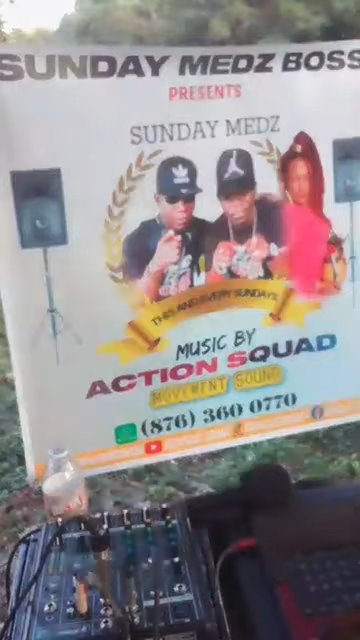 SUNDAY MEDZ BOSS
PRESENTS
SUNDAY MEDZ
THIS AND EVERY SUNDAYS
MUSIC BY
ACTION SQUAD
MOVEMENT SOUND
(876) 360 0770